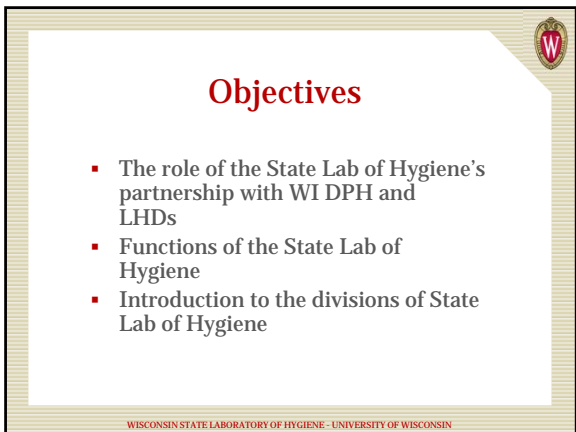 W
Objectives
▪ The role of the State Lab of Hygiene's
partnership with WI DPH and
LHDs
▪ Functions of the State Lab of
Hygiene
▪ Introduction to the divisions of State
Lab of Hygiene
WISCONSIN STATE LABORATORY OF HYGIENE - UNIVERSITY OF WISCONSIN